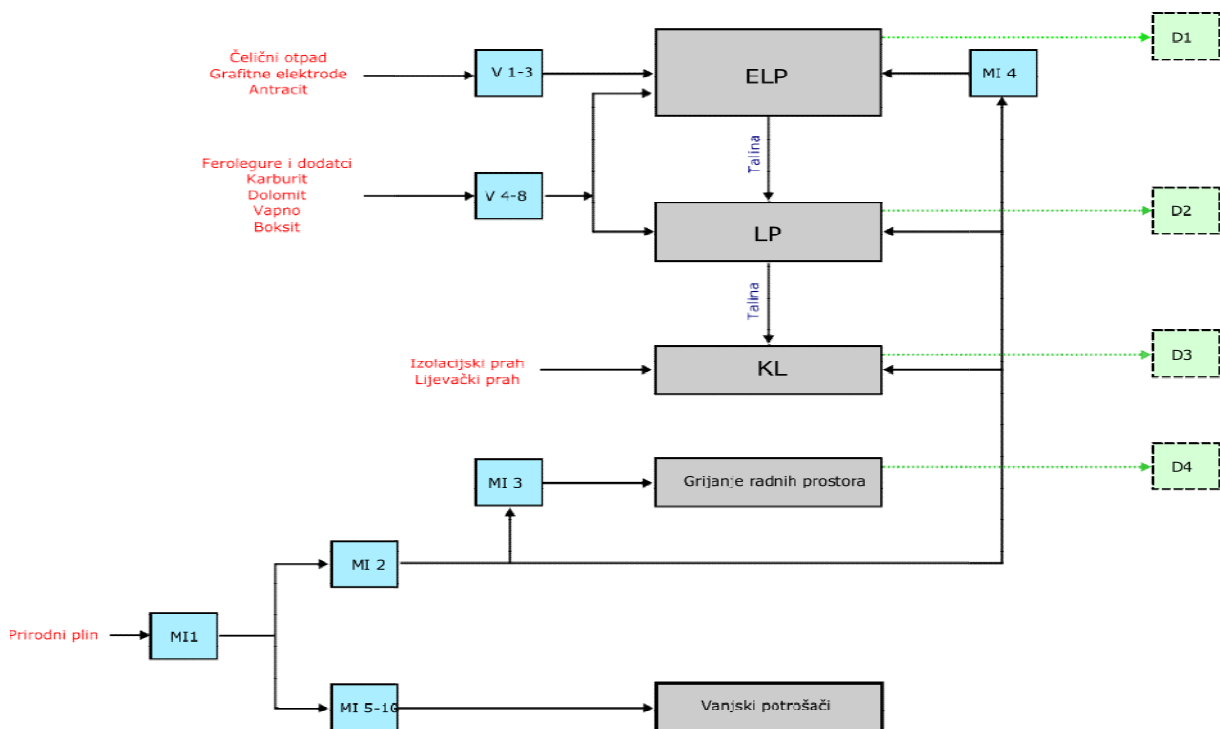 Čelični otpad
Grafitne elektrode
Antracit
V 1-3
ELP
MI 4
D1
Talina
Ferolegure i dodatci
Karburit
Dolomit
Vapno
Boksit
V 4-8
LP
D2
Talina
Izolacijski prah
Lijevački prah
KL
D3
MI 3
Grijanje radnih prostora
D4
MI 2
Prirodni plin
MI1
MI 5-10
Vanjski potrošači